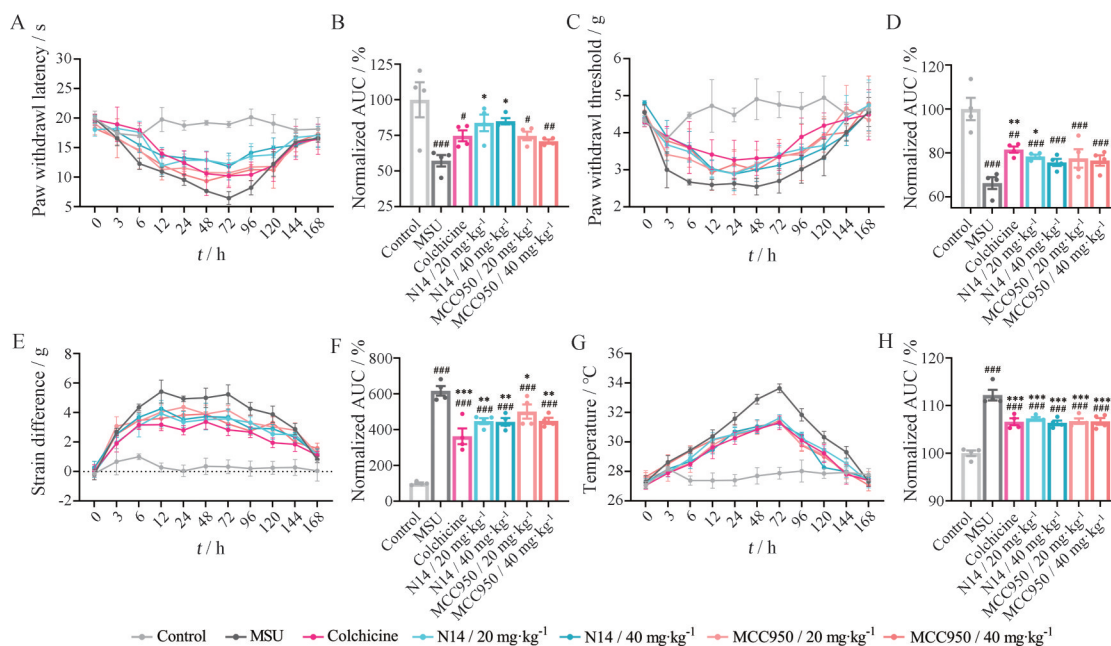 A
Paw withdrawl latency / s
30
25
20
15
10
5
0 3 6 12 24 48 72 96 120 144 168
t / h
B
Normalized AUC / %
125
100
75
50
25
###
#
*
*
#
##
Control
MSU
Colchicine
N14 / 20 mg·kg⁻¹
N14 / 40 mg·kg⁻¹
MCC950 / 20 mg·kg⁻¹
MCC950 / 40 mg·kg⁻¹
C
Paw withdrawl threshold / g
6
5
4
3
2
0 3 6 12 24 48 72 96 120 144 168
t / h
D
Normalized AUC / %
120
100
80
60
###
**
##
*
###
###
###
###
Control
MSU
Colchicine
N14 / 20 mg·kg⁻¹
N14 / 40 mg·kg⁻¹
MCC950 / 20 mg·kg⁻¹
MCC950 / 40 mg·kg⁻¹
E
Strain difference / g
8
6
4
2
0
-2
0 3 6 12 24 48 72 96 120 144 168
t / h
F
Normalized AUC / %
800
600
400
200
0
###
***
###
**
###
**
###
*
###
**
###
Control
MSU
Colchicine
N14 / 20 mg·kg⁻¹
N14 / 40 mg·kg⁻¹
MCC950 / 20 mg·kg⁻¹
MCC950 / 40 mg·kg⁻¹
G
Temperature / °C
36
34
32
30
28
26
0 3 6 12 24 48 72 96 120 144 168
t / h
H
Normalized AUC / %
120
110
100
90
###
***
###
***
###
***
###
***
###
***
###
Control
MSU
Colchicine
N14 / 20 mg·kg⁻¹
N14 / 40 mg·kg⁻¹
MCC950 / 20 mg·kg⁻¹
MCC950 / 40 mg·kg⁻¹
Control MSU Colchicine N14 / 20 mg·kg⁻¹ N14 / 40 mg·kg⁻¹ MCC950 / 20 mg·kg⁻¹ MCC950 / 40 mg·kg⁻¹